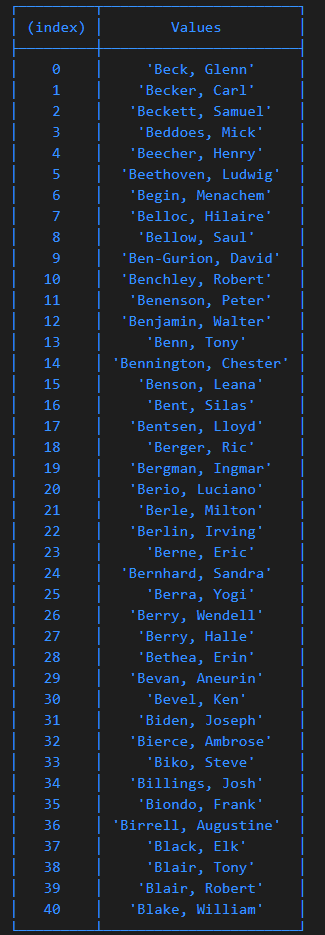 (index) Values
0 'Beck, Glenn'
1 'Becker, Carl'
2 'Beckett, Samuel'
3 'Beddoes, Mick'
4 'Beecher, Henry'
5 'Beethoven, Ludwig'
6 'Begin, Menachem'
7 'Belloc, Hilaire'
8 'Bellow, Saul'
9 'Ben-Gurion, David'
10 'Benchley, Robert'
11 'Benenson, Peter'
12 'Benjamin, Walter'
13 'Benn, Tony'
14 'Bennington, Chester'
15 'Benson, Leana'
16 'Bent, Silas'
17 'Bentsen, Lloyd'
18 'Berger, Ric'
19 'Bergman, Ingmar'
20 'Berio, Luciano'
21 'Berle, Milton'
22 'Berlin, Irving'
23 'Berne, Eric'
24 'Bernhard, Sandra'
25 'Berra, Yogi'
26 'Berry, Wendell'
27 'Berry, Halle'
28 'Bethea, Erin'
29 'Bevan, Aneurin'
30 'Bevel, Ken'
31 'Biden, Joseph'
32 'Bierce, Ambrose'
33 'Biko, Steve'
34 'Billings, Josh'
35 'Biondo, Frank'
36 'Birrell, Augustine'
37 'Black, Elk'
38 'Blair, Tony'
39 'Blair, Robert'
40 'Blake, William'